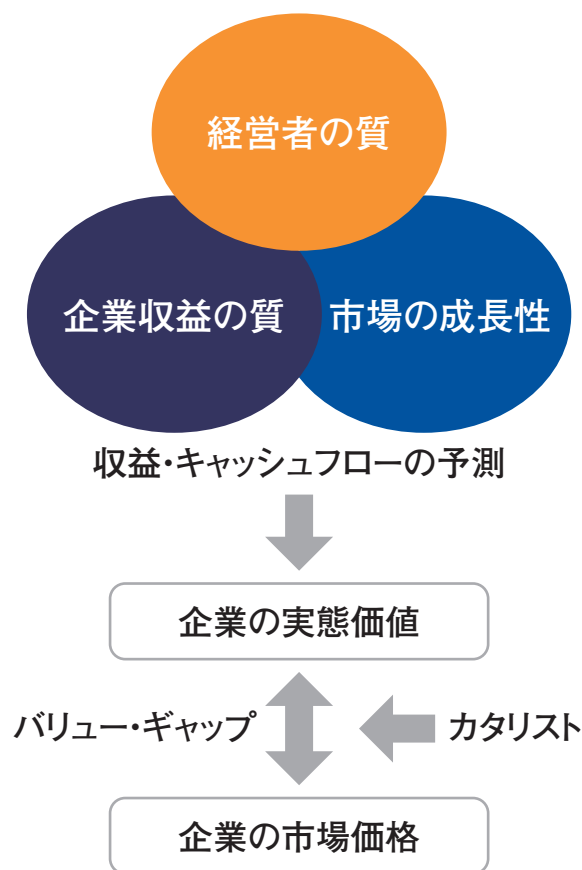 経営者の質
企業収益の質
市場の成長性
収益・キャッシュフローの予測
企業の実態価値
バリュー・ギャップ
カタリスト
企業の市場価格